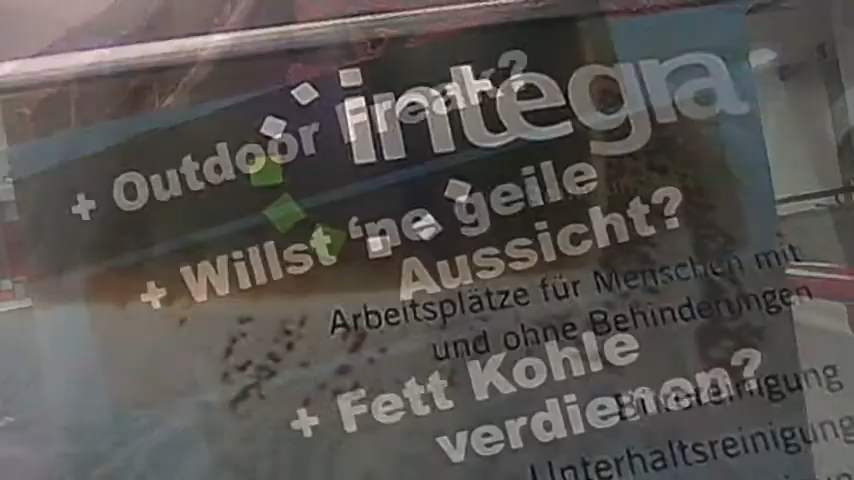 integra
+ Outdoor Freak?
+ Willst 'ne geile
Aussicht?
Arbeitsplätze für Menschen mit
und ohne Behinderungen
+ Fett Kohle
verdienen?
Unterhaltsreinigung